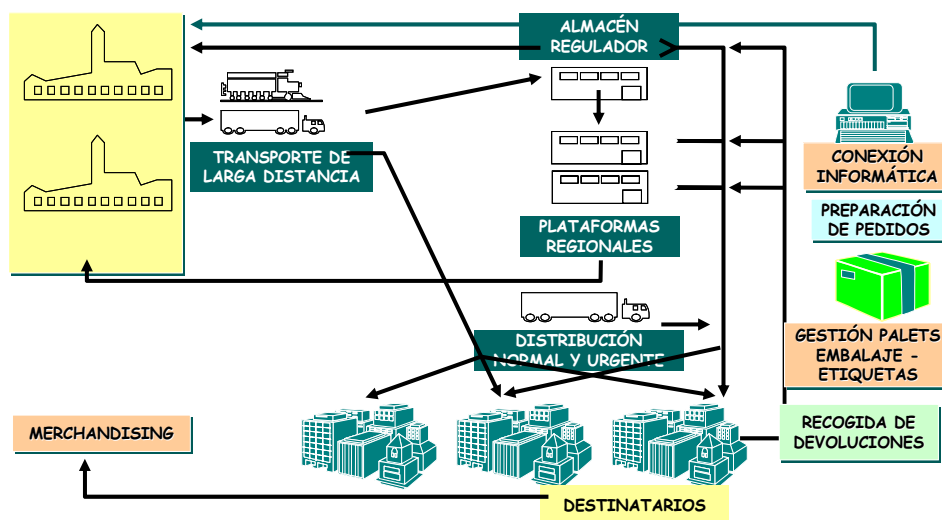 ALMACÉN
REGULADOR
TRANSPORTE DE
LARGA DISTANCIA
CONEXIÓN
INFORMÁTICA
PREPARACIÓN
DE PEDIDOS
PLATAFORMAS
REGIONALES
GESTIÓN PALETS
EMBALAJE -
ETIQUETAS
DISTRIBUCIÓN
NORMAL Y URGENTE
MERCHANDISING
RECOGIDA DE
DEVOLUCIONES
DESTINATARIOS